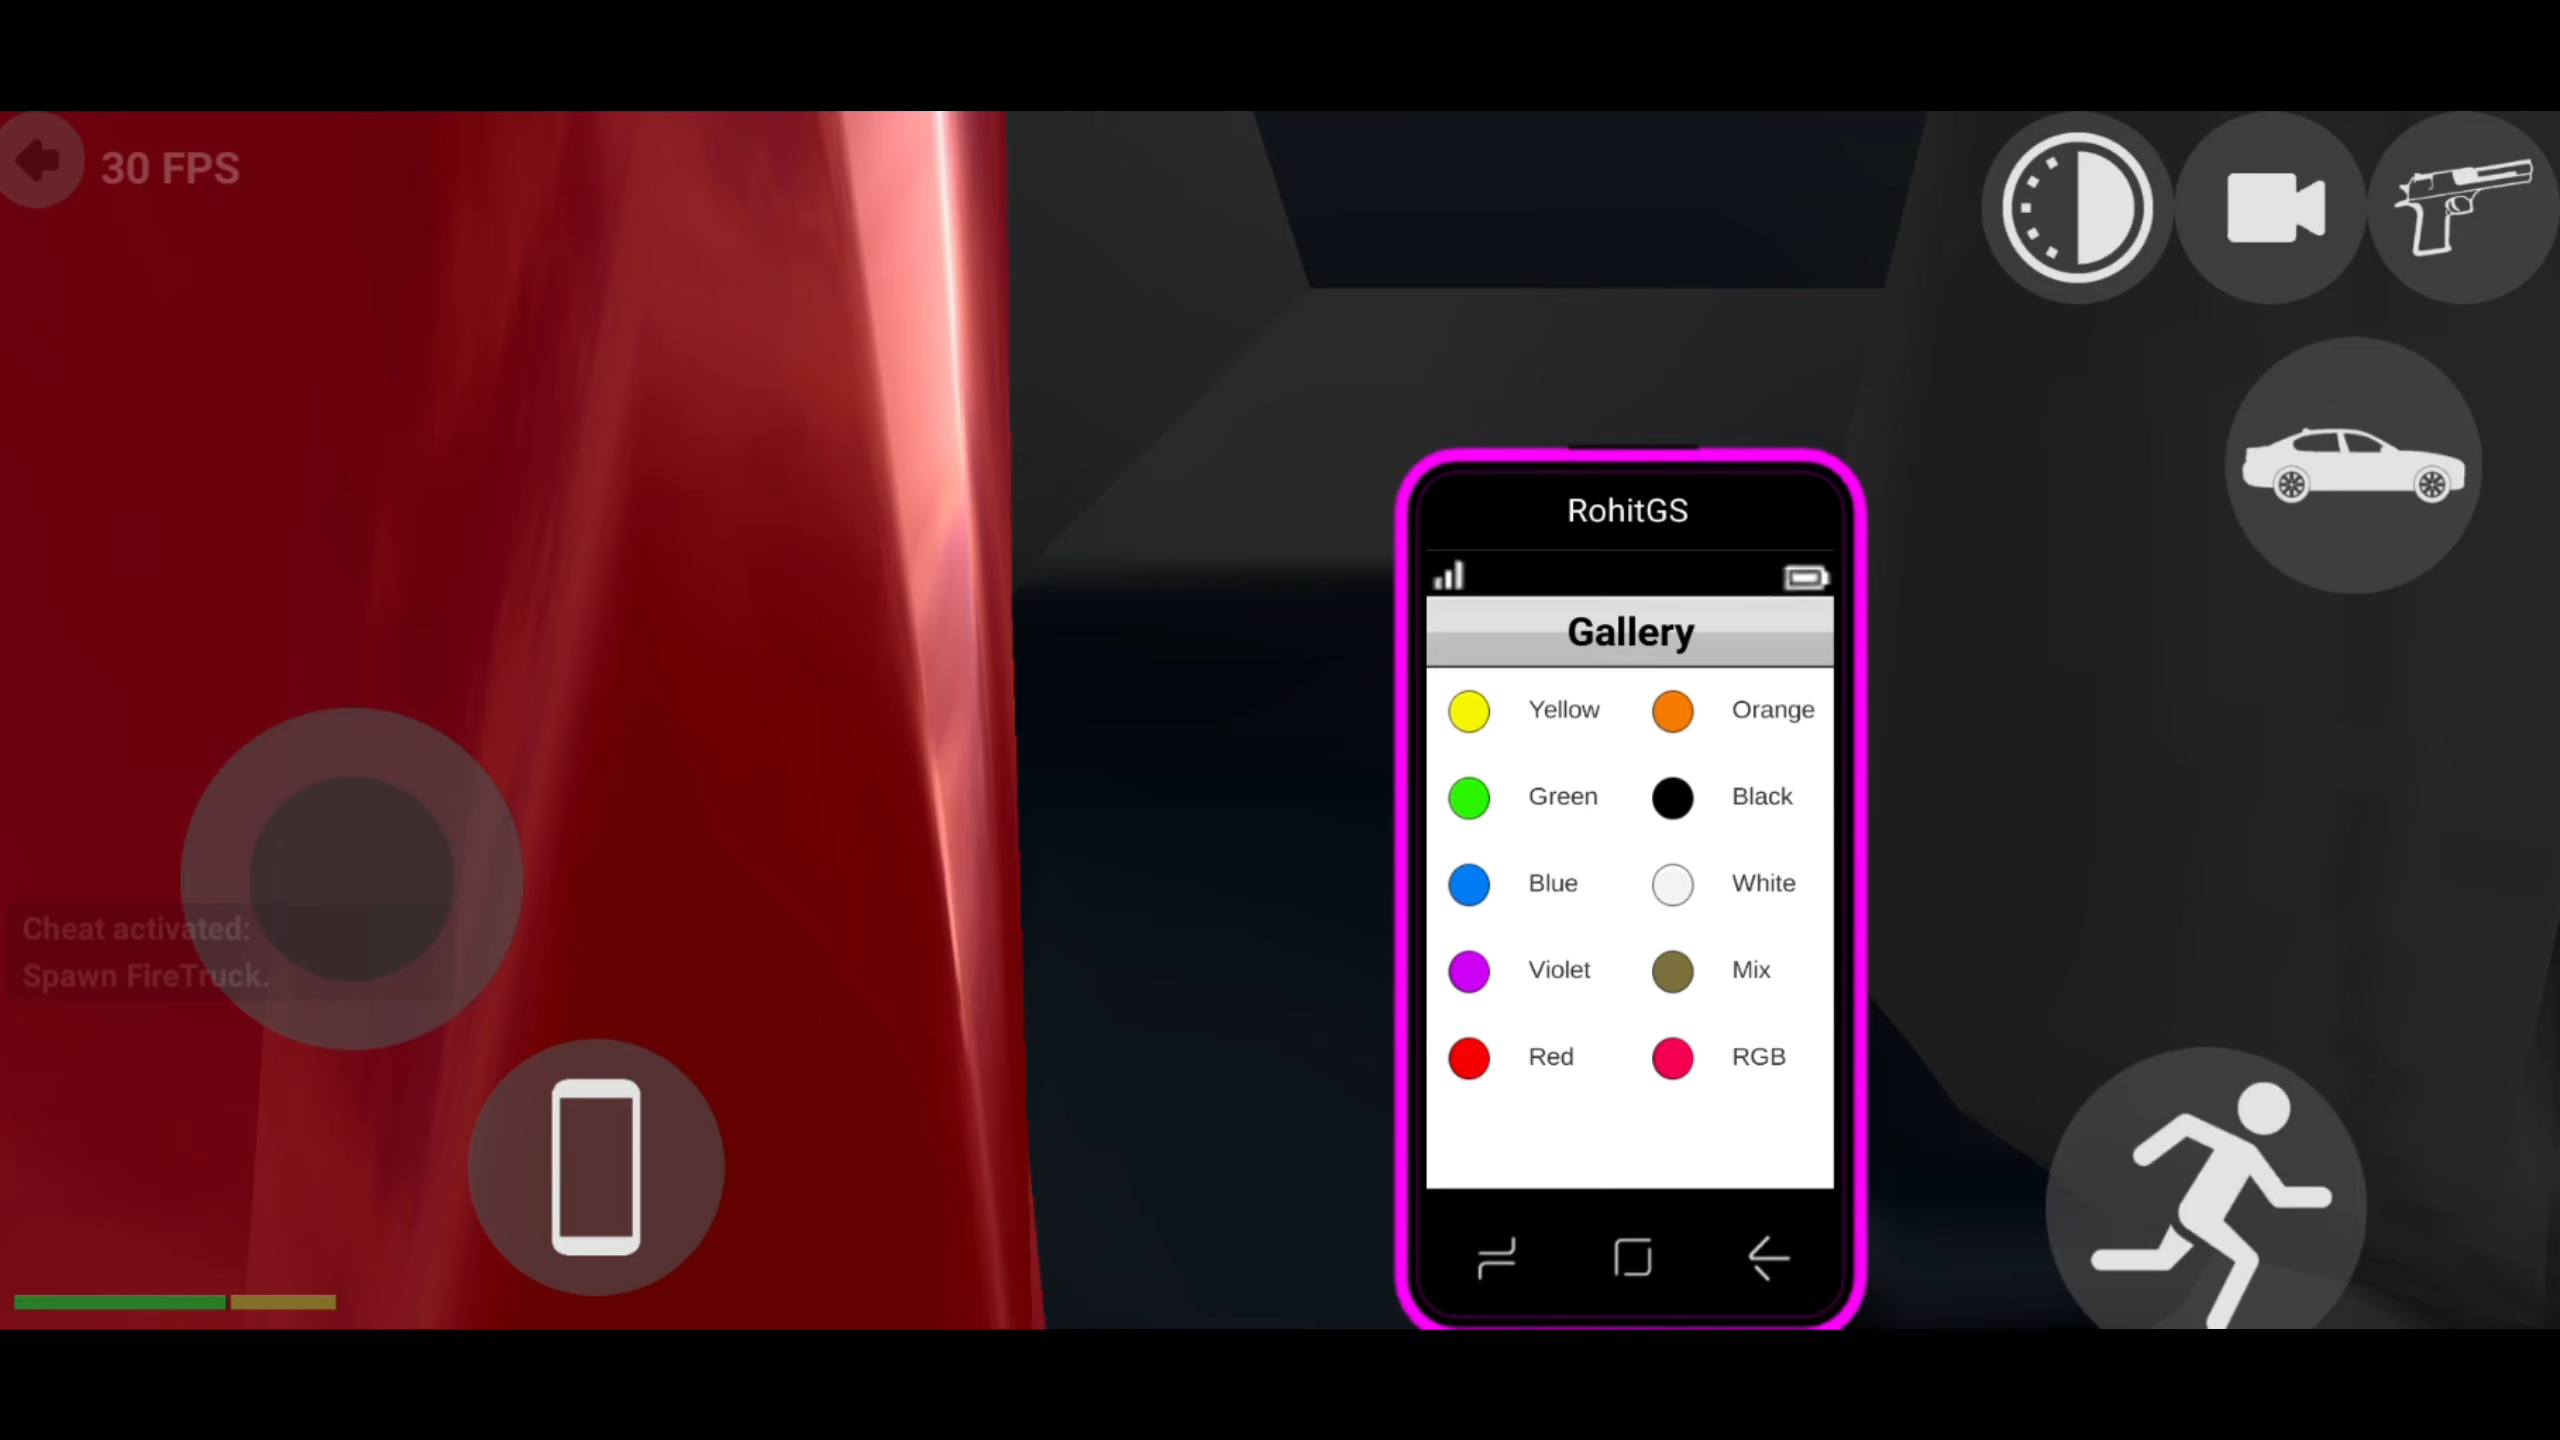 30 FPS
RohitGS
Gallery
Yellow
Orange
Green
Black
Blue
White
Violet
Mix
Red
RGB
Cheat activated:
Spawn FireTruck.